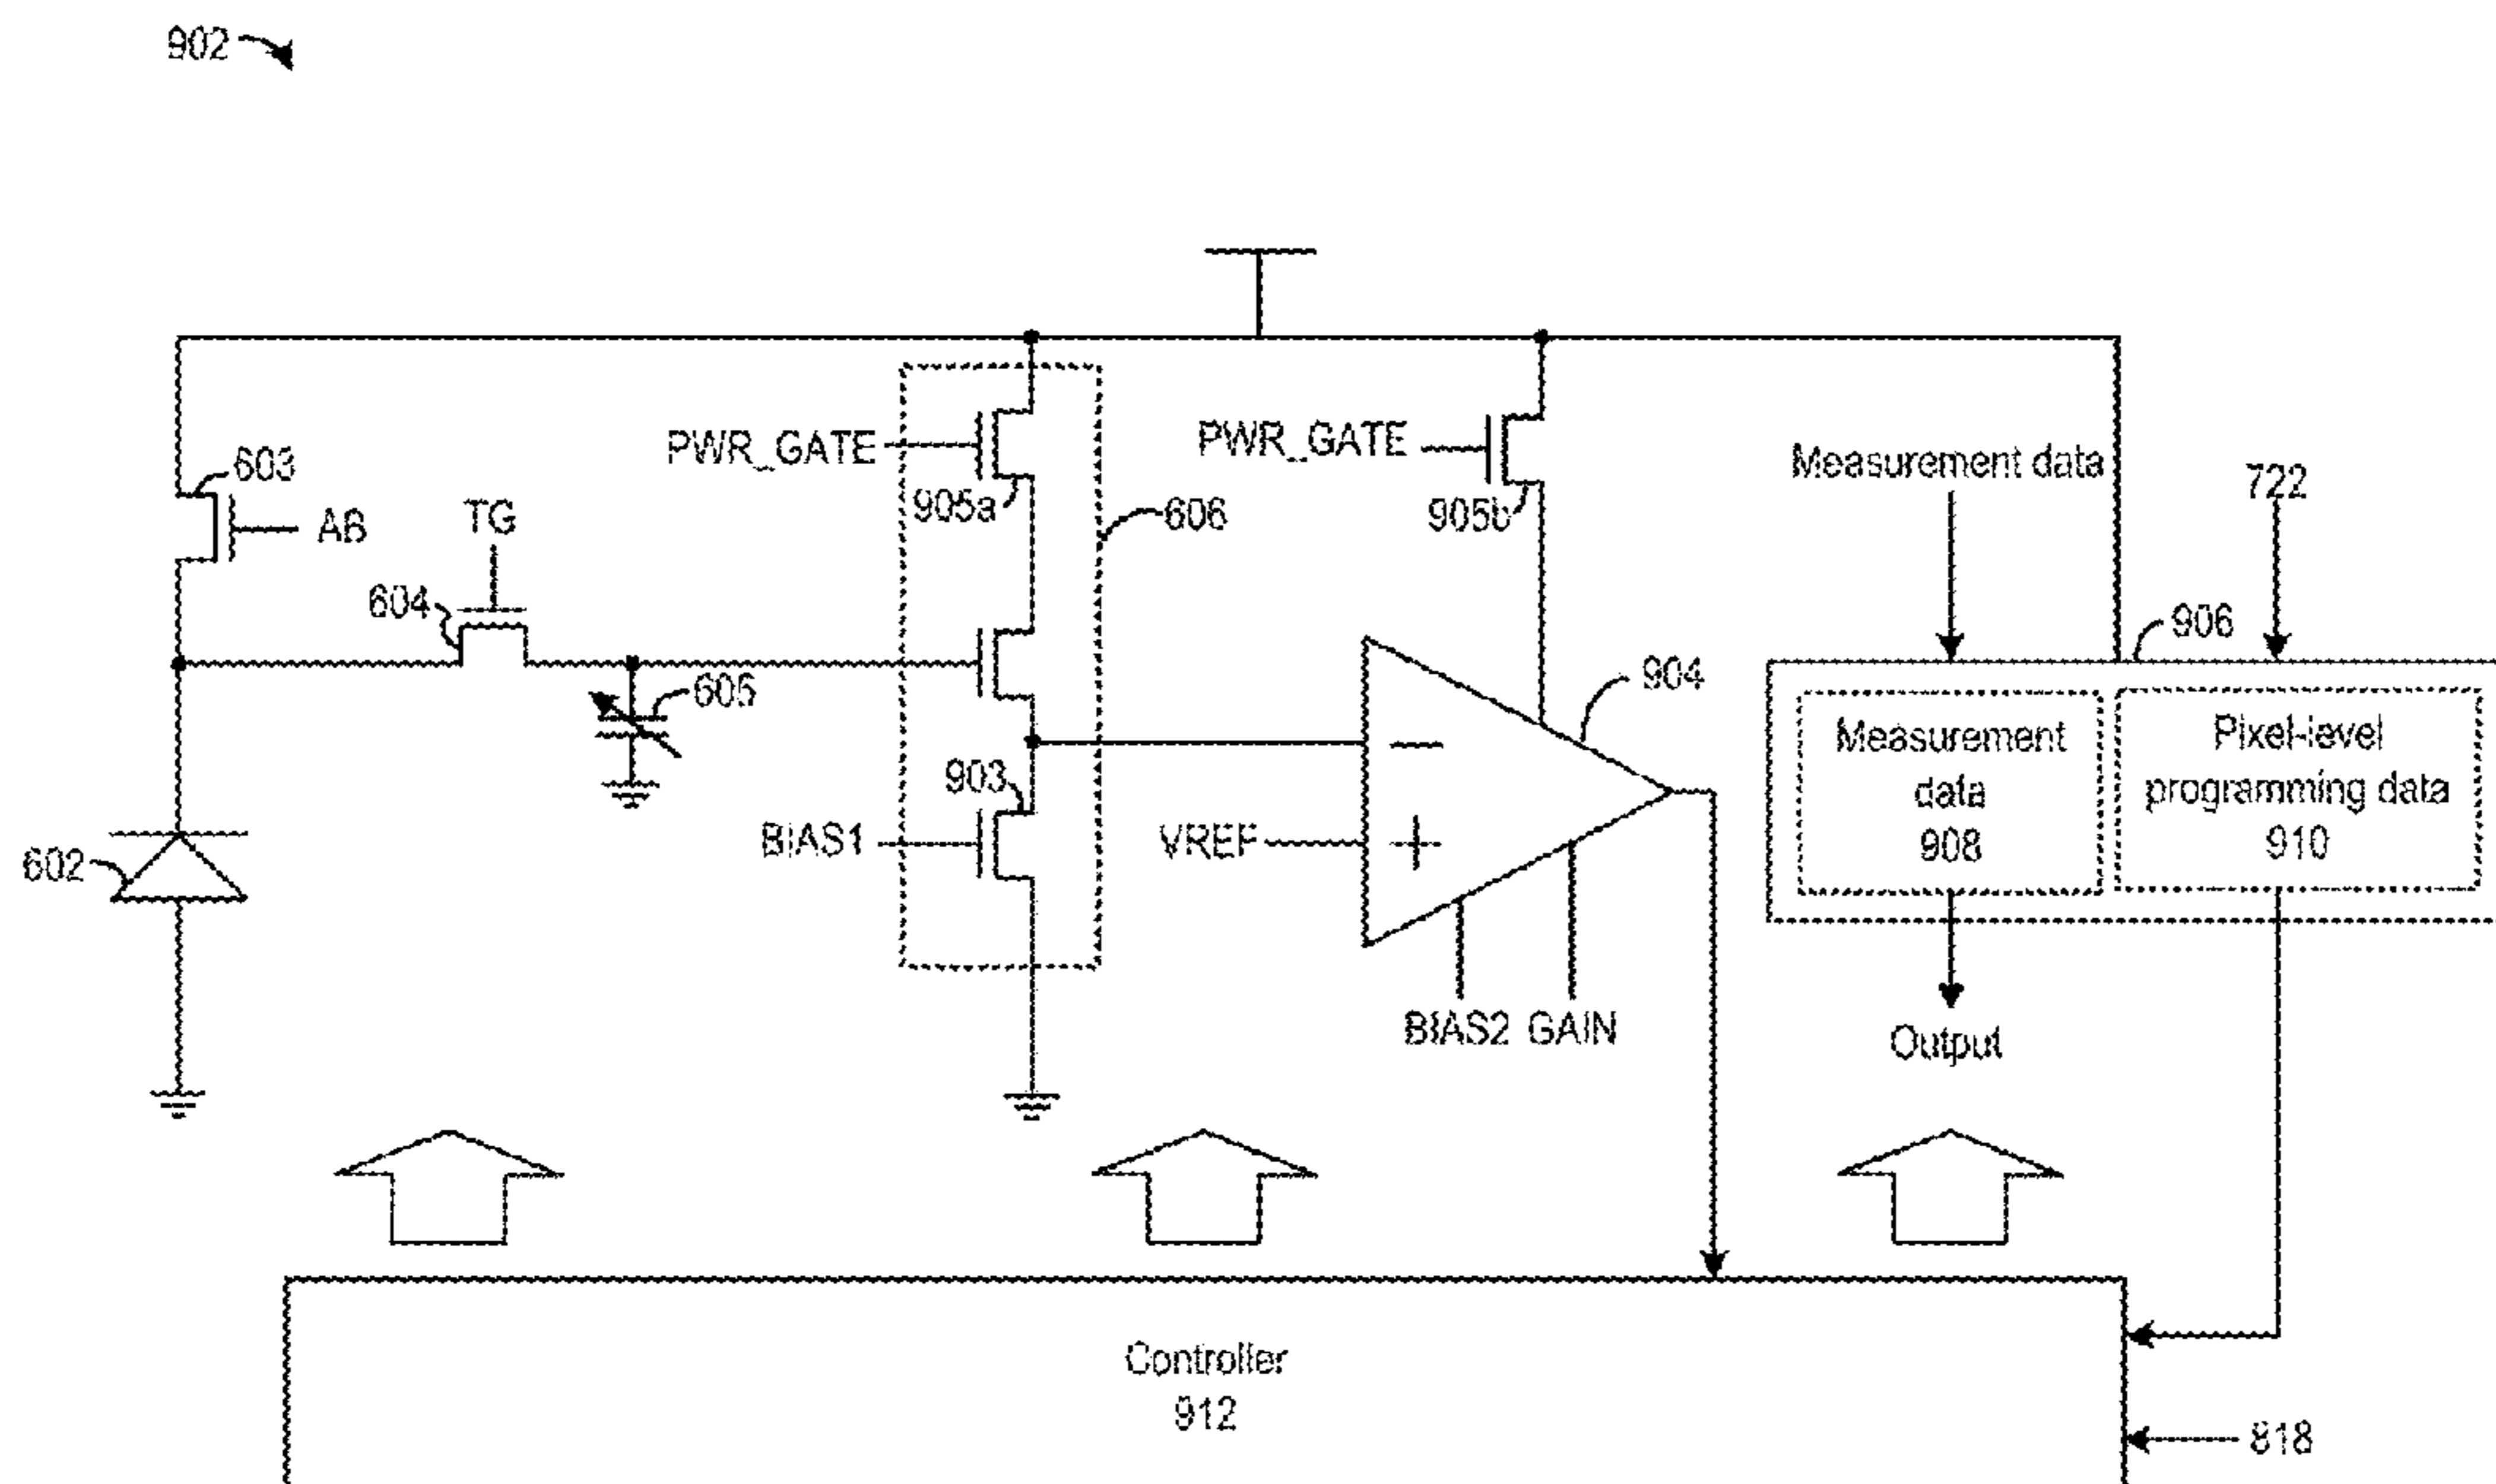 902
603
AB
TG
604
PWR_GATE
905a
606
PWR_GATE
905b
Measurement data
722
906
605
904
903
BIAS1
VREF
−
+
602
Measurement
data
908
Pixel-level
programming data
910
BIAS2 GAIN
Output
Controller
912
818